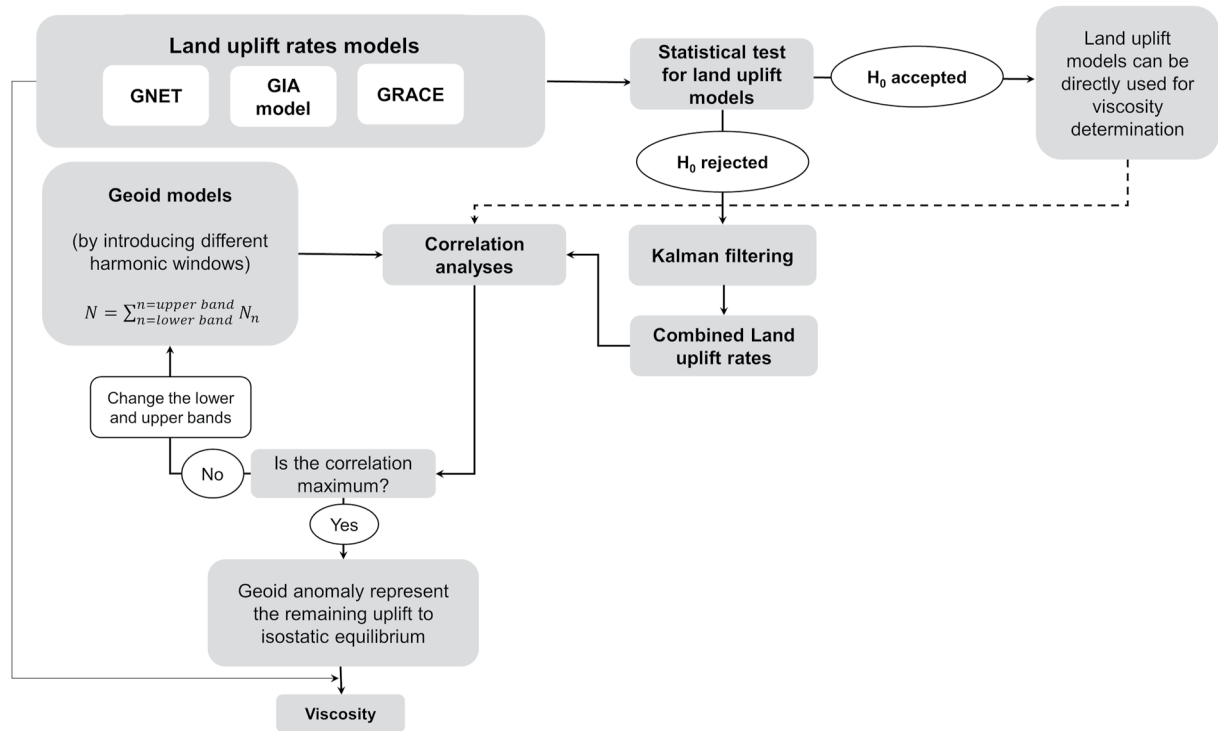 Land uplift rates models
GNET
GIA
model
GRACE
Statistical test
for land uplift
models
H₀ accepted
Land uplift
models can be
directly used for
viscosity
determination
H₀ rejected
Geoid models
(by introducing different
harmonic windows)
N = ∑_{n=lower band}^{n=upper band} N_n
Correlation
analyses
Kalman filtering
Combined Land
uplift rates
Change the lower
and upper bands
No
Is the correlation
maximum?
Yes
Geoid anomaly represent
the remaining uplift to
isostatic equilibrium
Viscosity